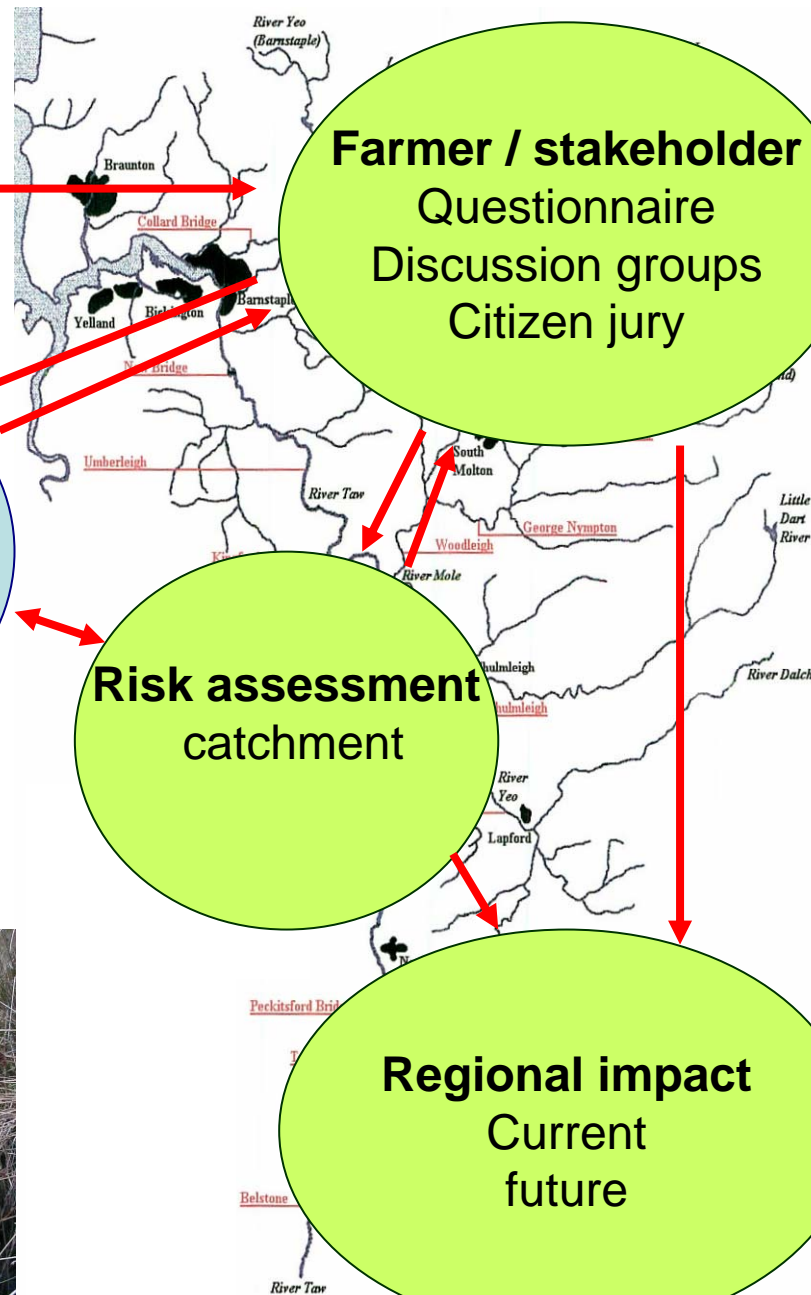 River Yeo
(Barnstaple)
Farmer / stakeholder
Questionnaire
Discussion groups
Citizen jury
Braunton
Collard Bridge
Yelland
Barnstaple
Bridge
Umberleigh
River Taw
South
Molton
George Nympton
Woodleigh
River Mole
Little
Dart
River
Risk assessment
catchment
hulmleigh
hulmleigh
River Dalch
River
Yeo
Lapford
N
Peckitsford Brid
T
Regional impact
Current
future
Belstone
River Taw